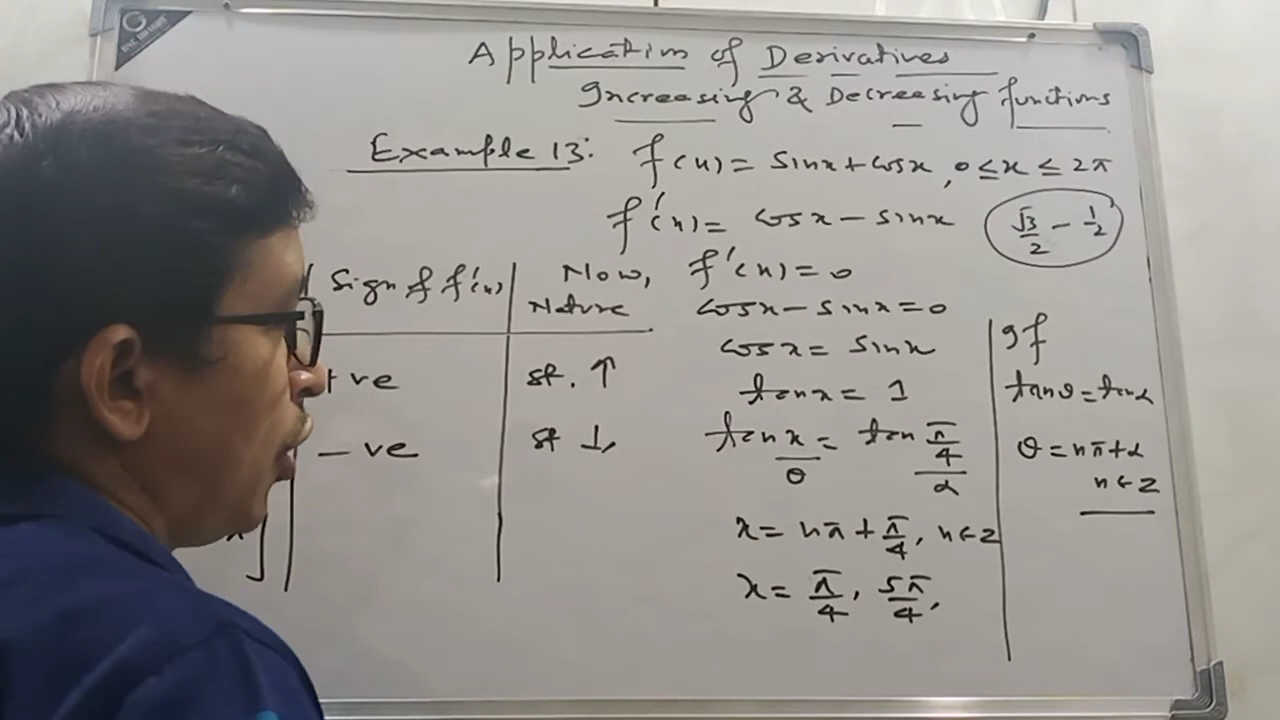 Application of Derivatives
Increasing & Decreasing functions
Example 13: f(x) = sinx + cosx, 0 ≤ x ≤ 2π
f'(x) = cosx - sinx
√3/2 - 1/2
Sign of f'(x) | Nature
+ve | st. ↑
-ve | st ↓
Now, f'(x) = 0
cosx - sinx = 0
cosx = sinx
tanx = 1
tan x = tan π/4
θ α
x = nπ + π/4, n ∈ Z
x = π/4, 5π/4,
If
tanθ = tanα
θ = nπ + α
n ∈ Z